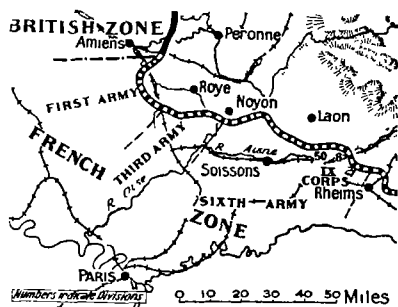 BRITISH ZONE
Amiens
Peronne
Roye
Noyon
Laon
FIRST ARMY
THIRD ARMY
FRENCH
ZONE
R. OISE
R. Aisne
Soissons
50 8
IX
CORPS
Rheims
SIXTH ARMY
PARIS
Numbers indicate Divisions
0 10 20 30 40 50 MILES